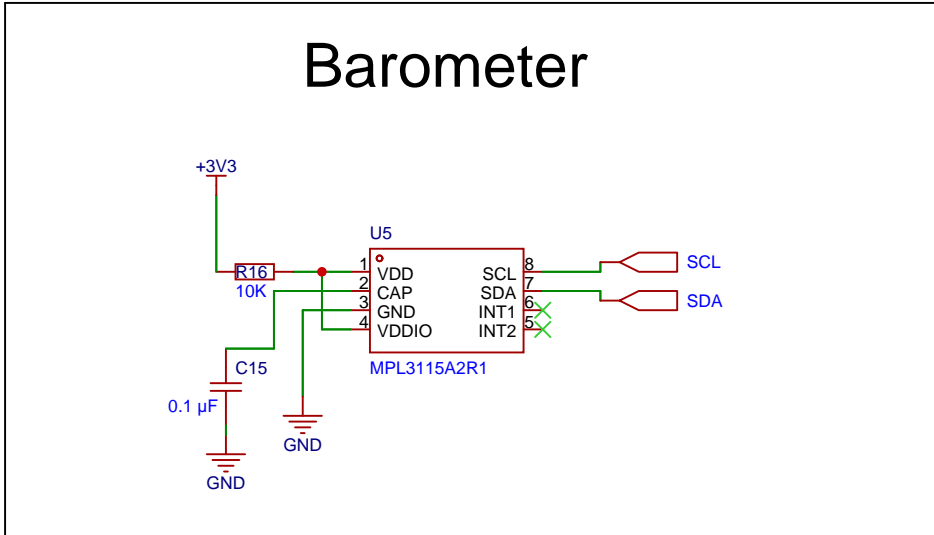 Barometer
+3V3
U5
R16
10K
1
VDD
2
CAP
3
GND
4
VDDIO
8
SCL
7
SDA
6
INT1
5
INT2
SCL
SDA
MPL3115A2R1
C15
0.1 µF
GND
GND